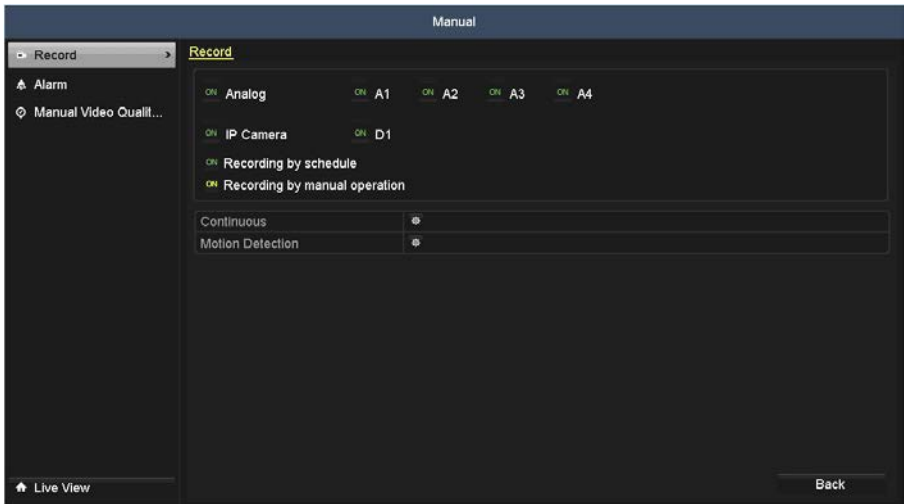 Manual
Record
Alarm
Manual Video Qualit...
Live View
Record
ON Analog ON A1 ON A2 ON A3 ON A4
ON IP Camera ON D1
ON Recording by schedule
ON Recording by manual operation
Continuous
Motion Detection
Back